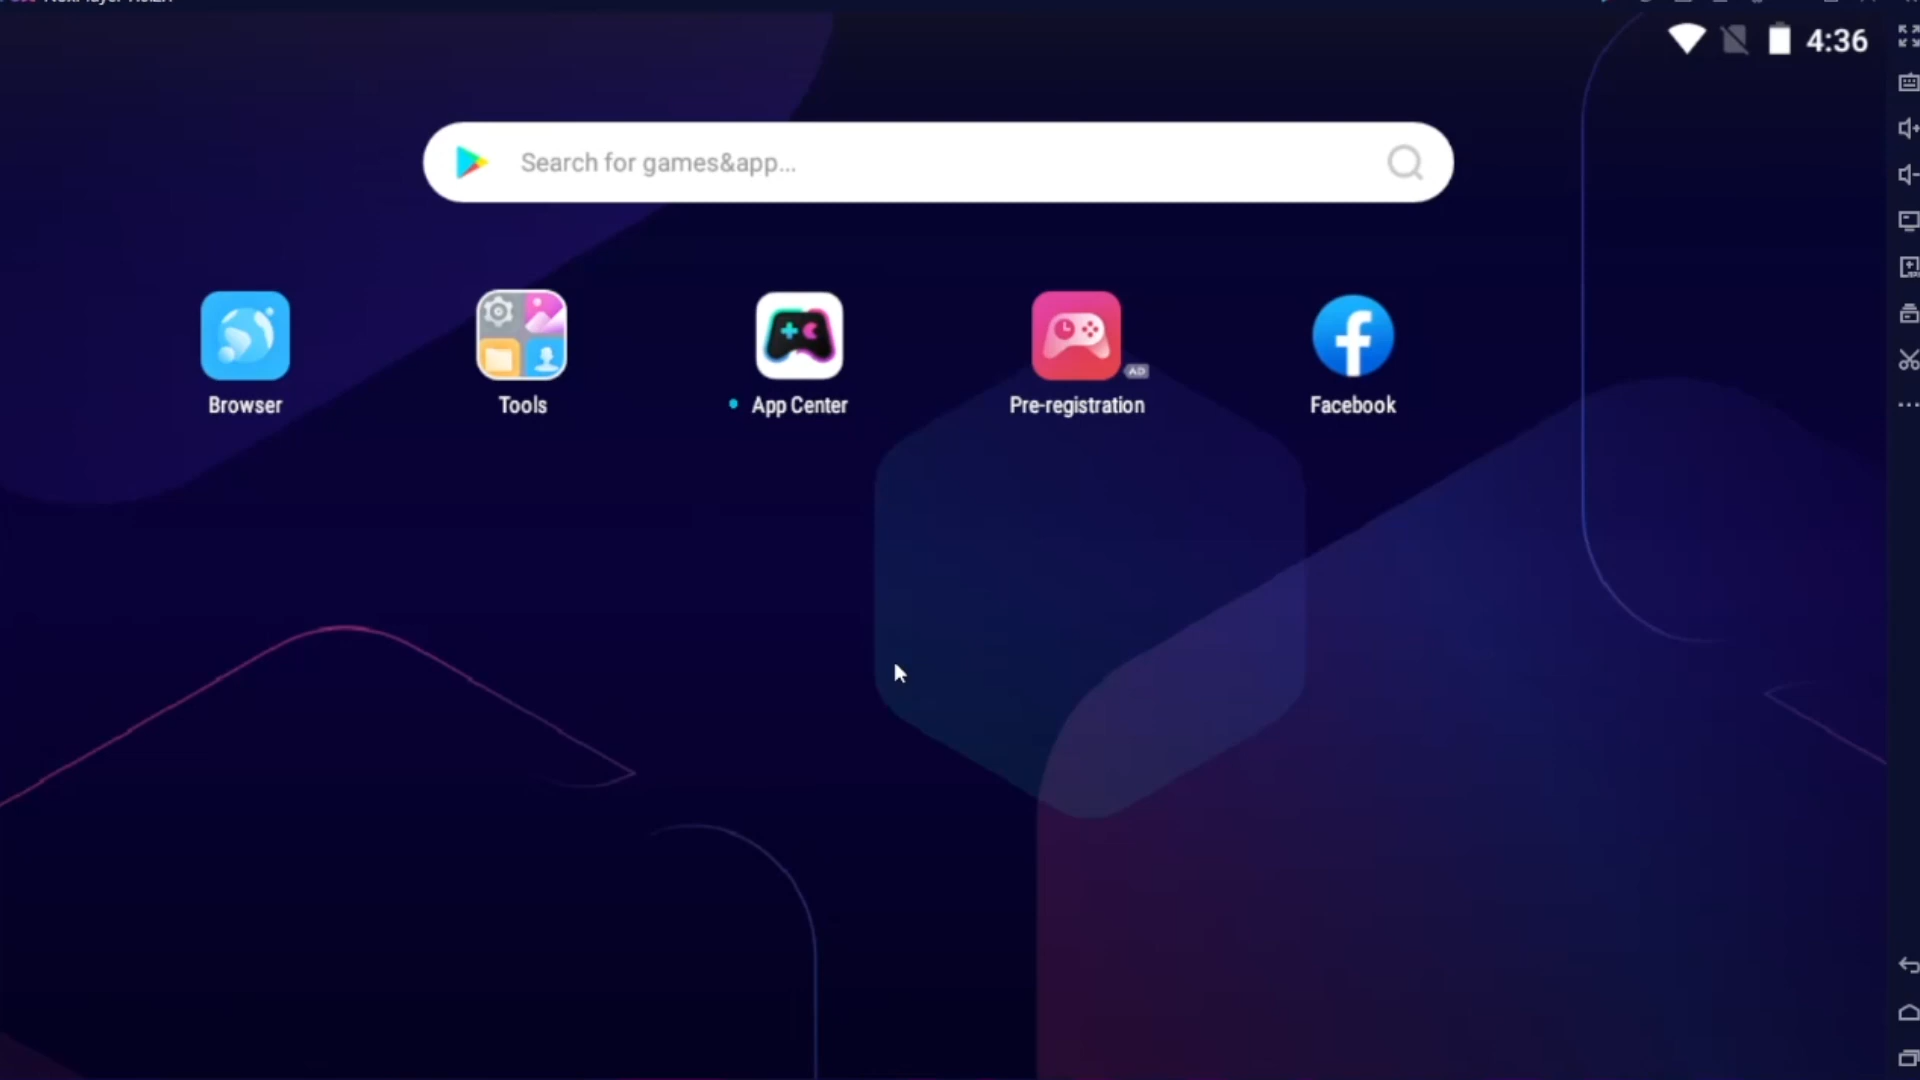 4:36
Search for games&app...
Browser
Tools
App Center
Pre-registration
AD
Facebook